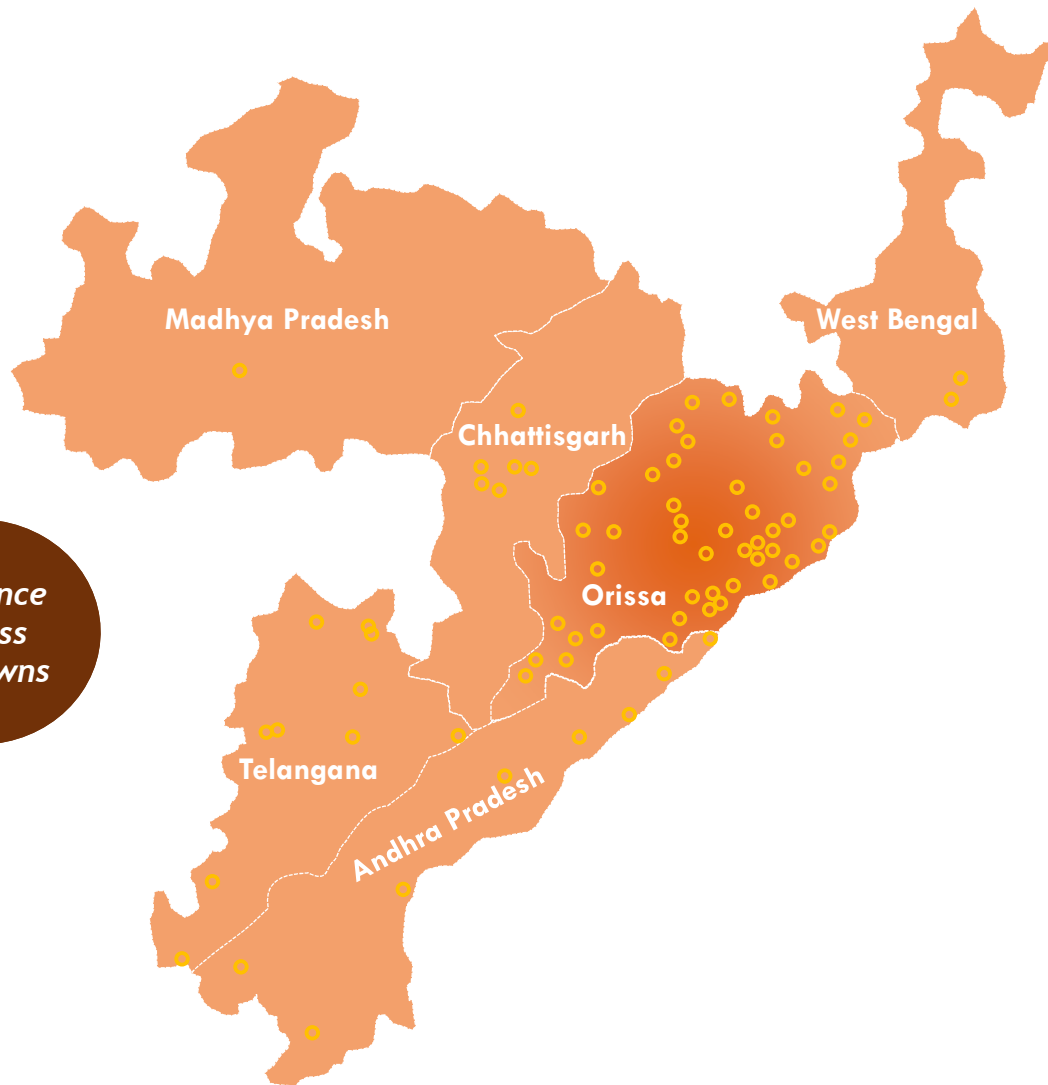 Madhya Pradesh
West Bengal
Chhattisgarh
Orissa
Telangana
Andhra Pradesh